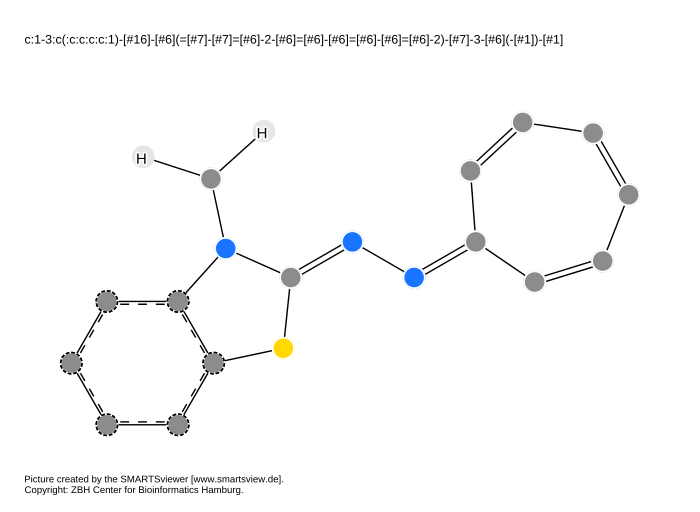 c:1-3:c(:c:c:c:c:1)-[#16]-[#6](=[#7]-[#7]=[#6]-2-[#6]=[#6]-[#6]=[#6]-[#6]=[#6]-2)-[#7]-3-[#6](-[#1])-[#1]
H
H
Picture created by the SMARTSviewer [www.smartsview.de].
Copyright: ZBH Center for Bioinformatics Hamburg.